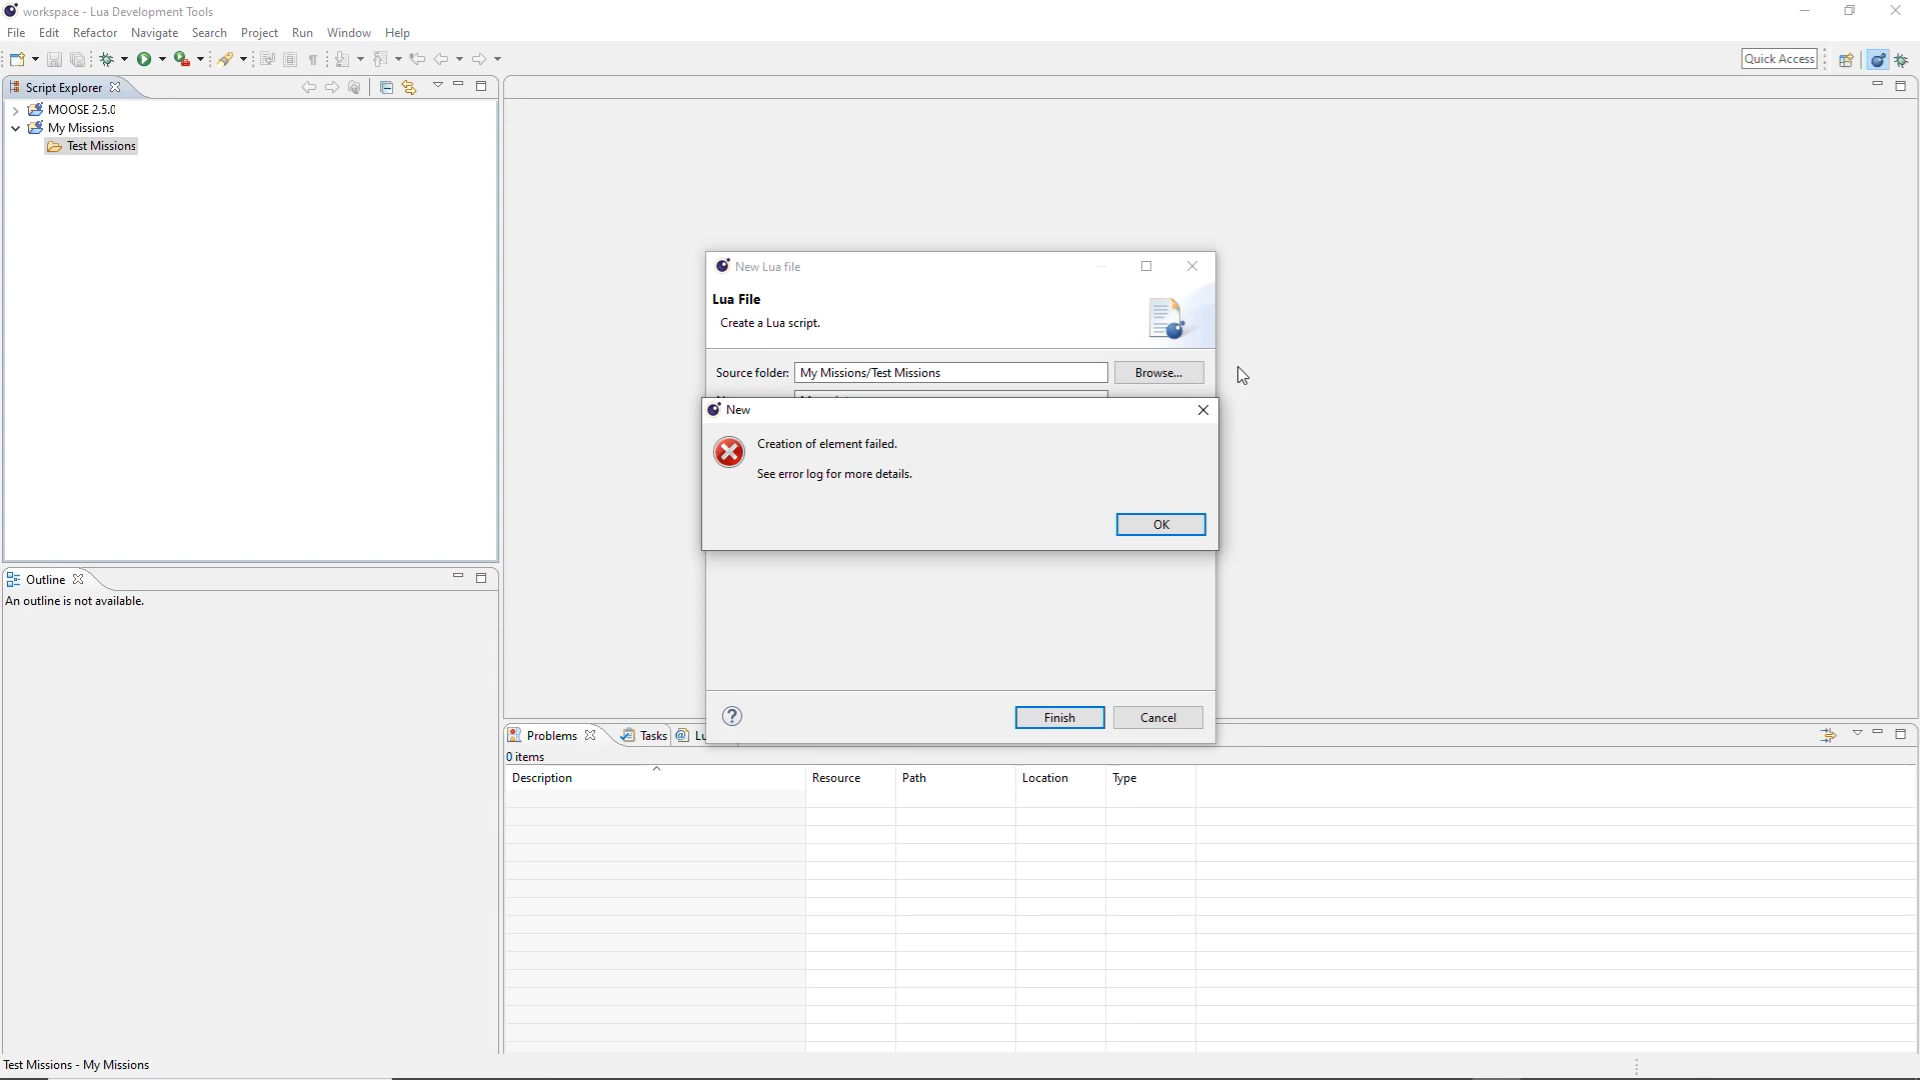 workspace - Lua Development Tools
File Edit Refactor Navigate Search Project Run Window Help
Quick Access
Script Explorer
MOOSE 2.5.0
My Missions
Test Missions
New Lua file
Lua File
Create a Lua script.
Source folder: My Missions/Test Missions Browse...
New
Creation of element failed.
See error log for more details.
OK
Finish Cancel
Outline
An outline is not available.
Problems Tasks Lu
0 items
Description Resource Path Location Type
Test Missions - My Missions